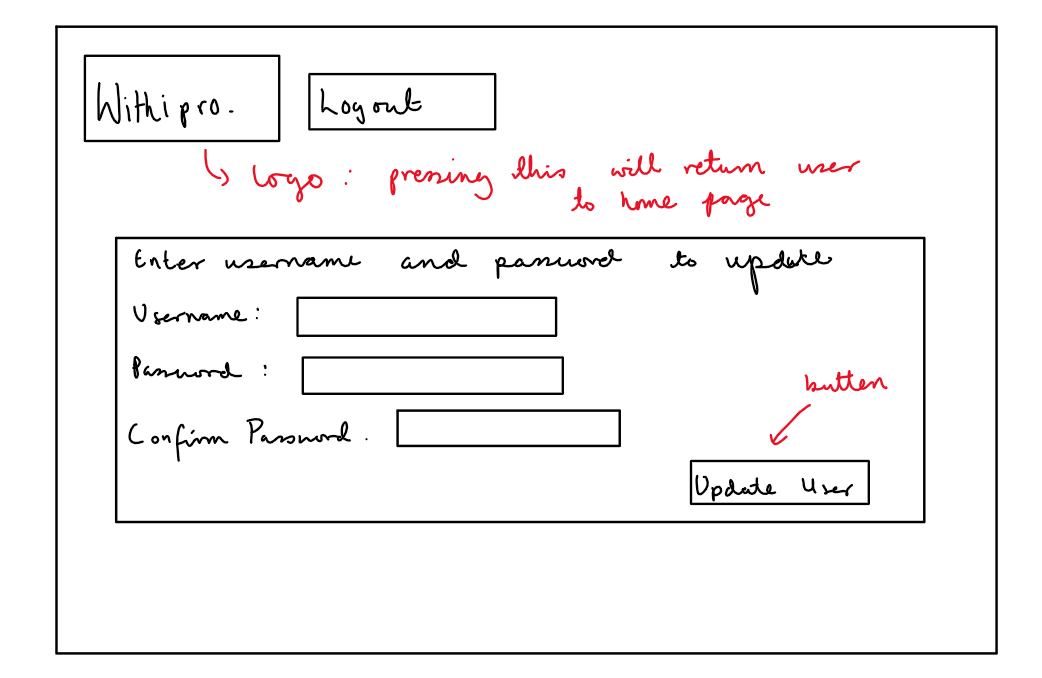 Withipro.
Logout
↳ logo : pressing this will return user
to home page
Enter username and password to update
Username:
Password :
button
Confirm Password.
Update User